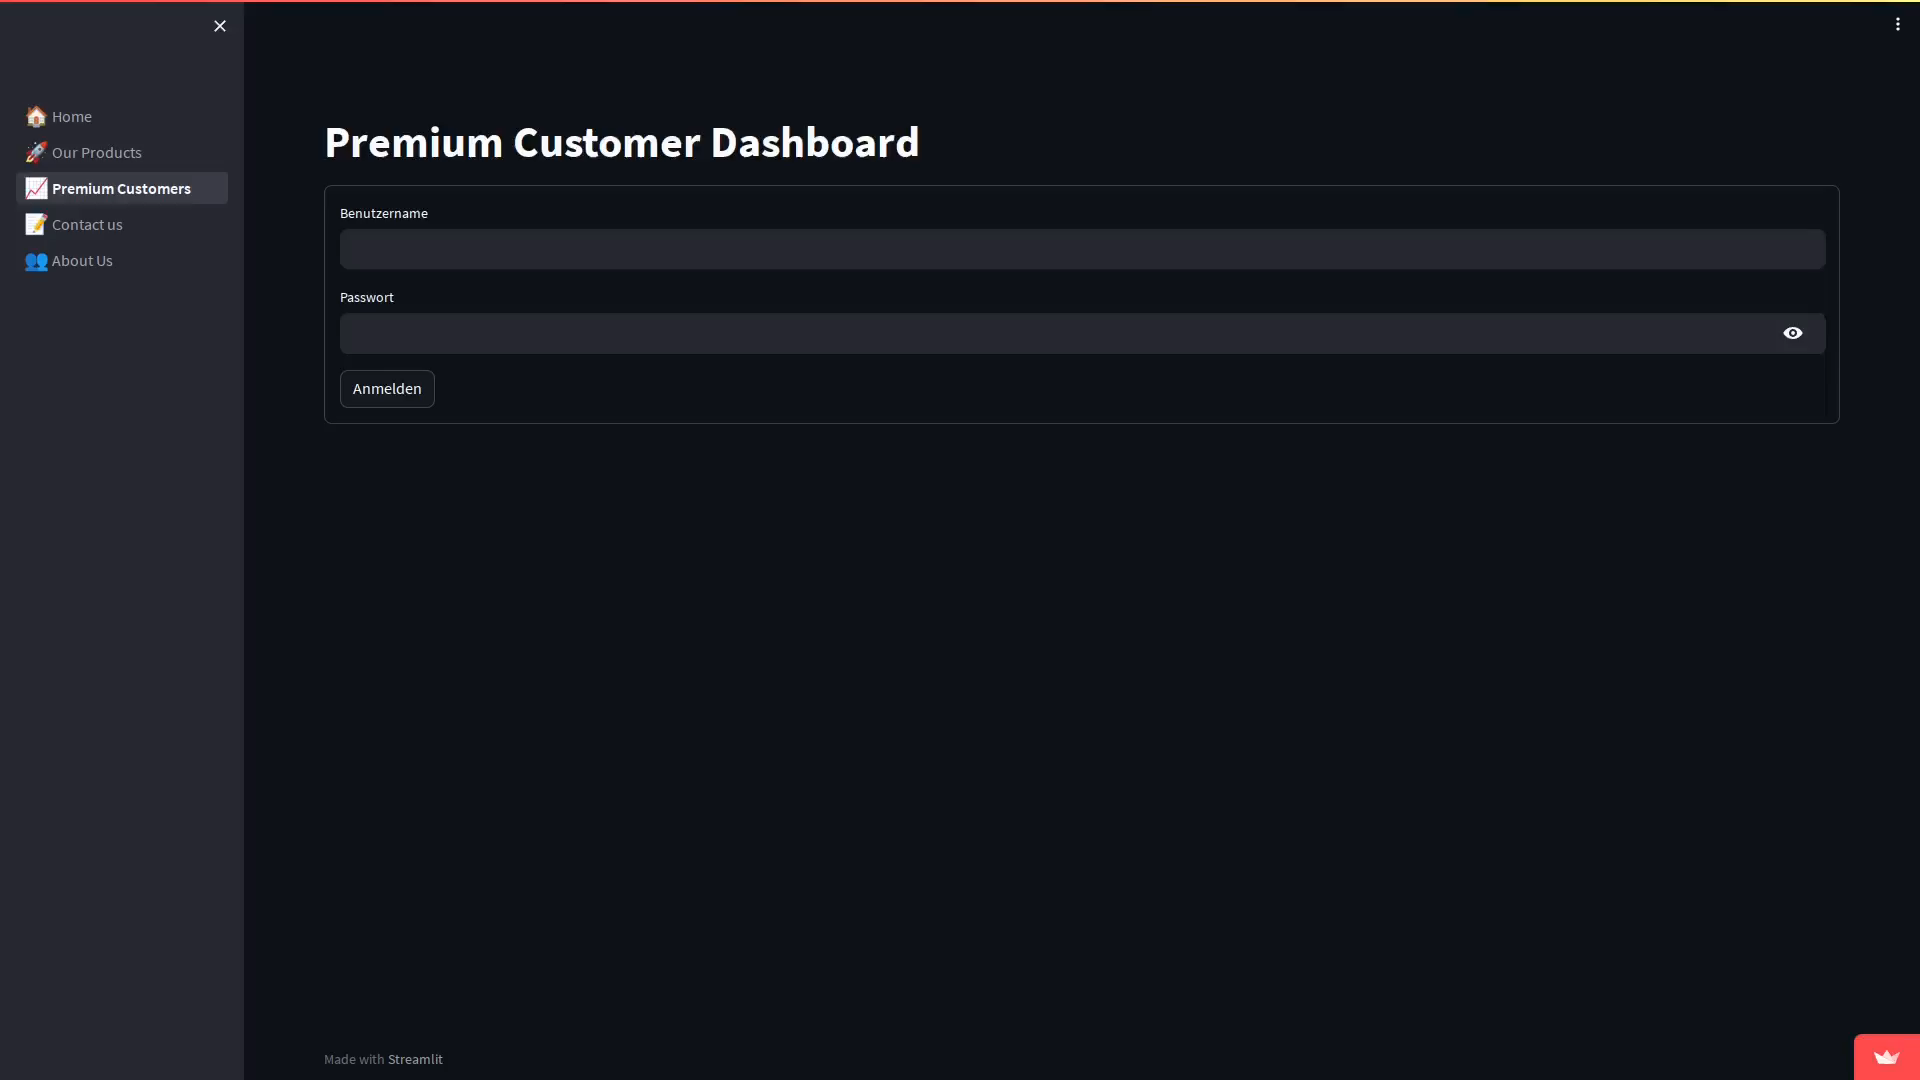 Home
Our Products
Premium Customers
Contact us
About Us
Premium Customer Dashboard
Benutzername
Passwort
Anmelden
Made with Streamlit